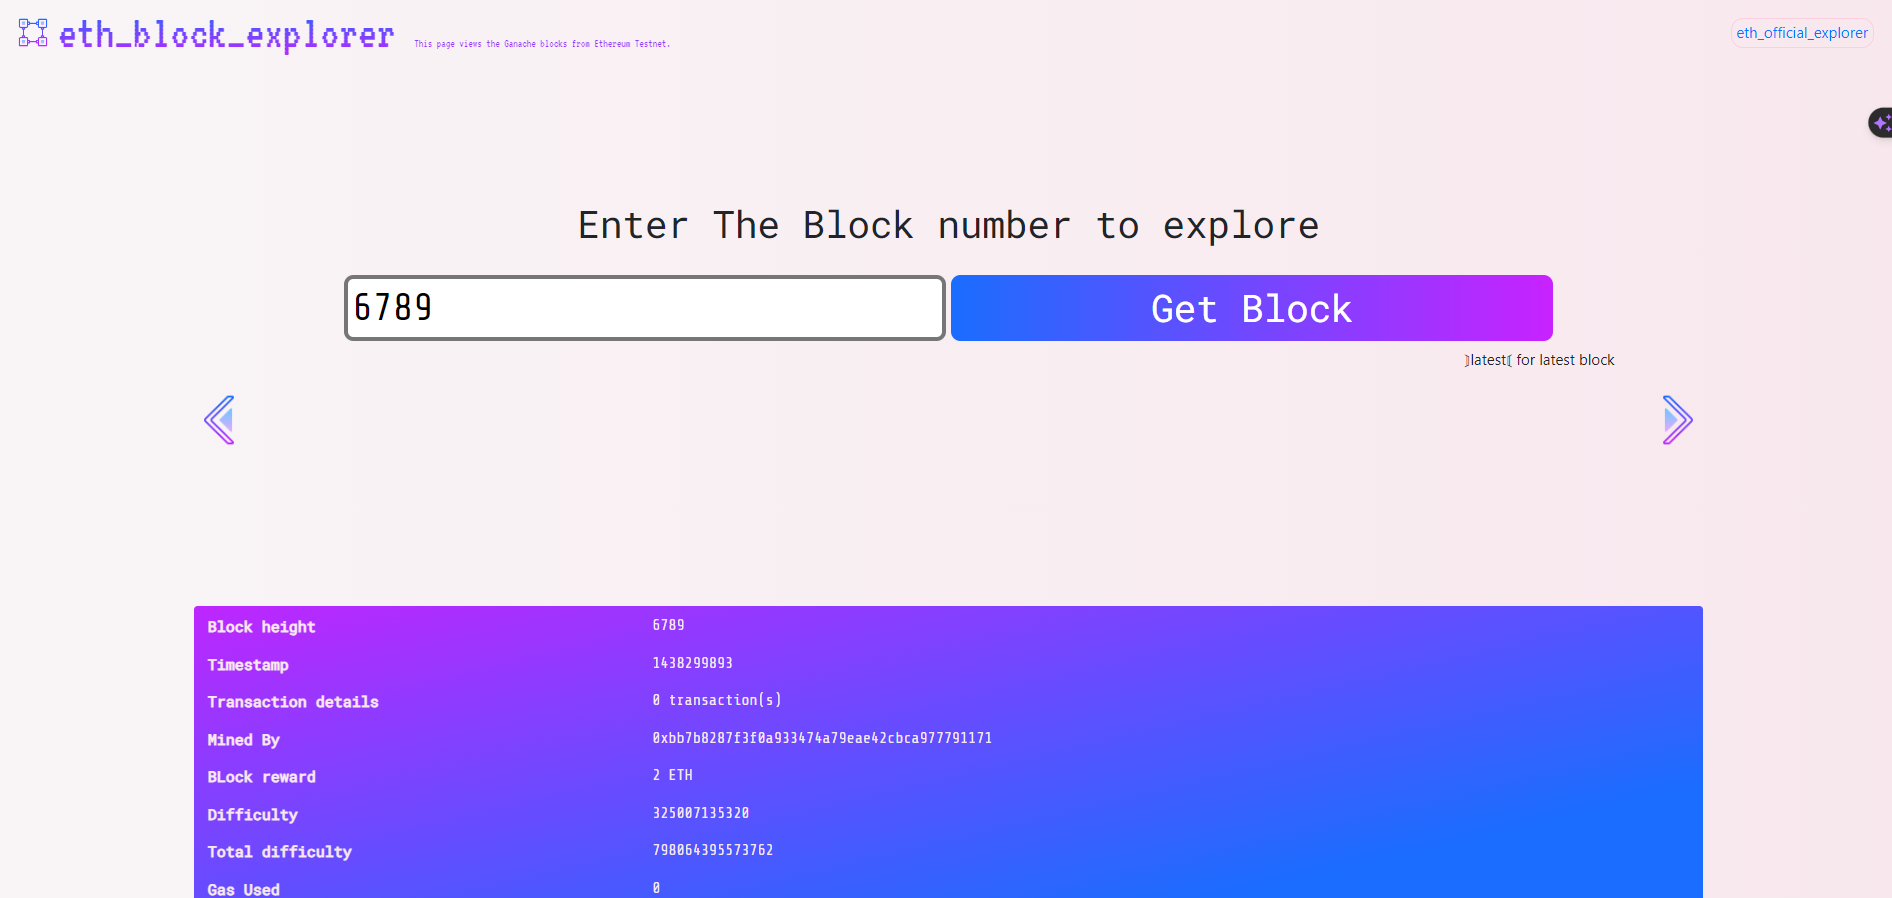 eth_block_explorer
This page views the Ganache blocks from Ethereum Testnet.
eth_official_explorer
Enter The Block number to explore
6789
Get Block
⦘latest⦗ for latest block
Block height 6789
Timestamp 1438299893
Transaction details 0 transaction(s)
Mined By 0xbb7b8287f3f0a933474a79eae42cbca977791171
BLock reward 2 ETH
Difficulty 325007135320
Total difficulty 798064395573762
Gas Used 0